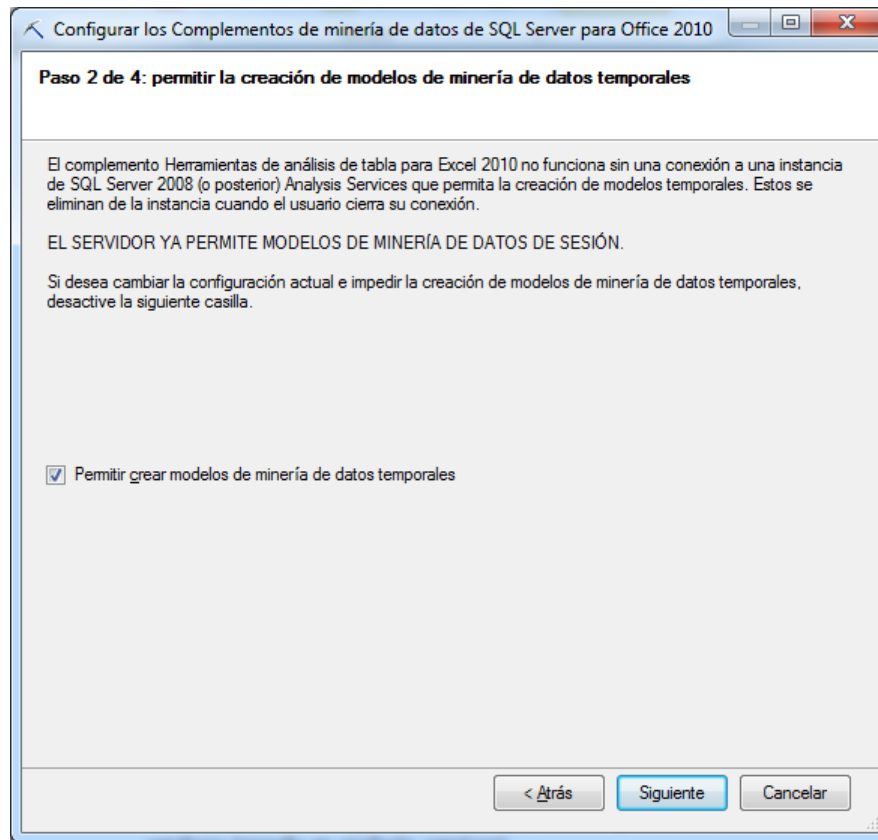 Configurar los Complementos de minería de datos de SQL Server para Office 2010
Paso 2 de 4: permitir la creación de modelos de minería de datos temporales
El complemento Herramientas de análisis de tabla para Excel 2010 no funciona sin una conexión a una instancia
de SQL Server 2008 (o posterior) Analysis Services que permita la creación de modelos temporales. Estos se
eliminan de la instancia cuando el usuario cierra su conexión.
EL SERVIDOR YA PERMITE MODELOS DE MINERÍA DE DATOS DE SESIÓN.
Si desea cambiar la configuración actual e impedir la creación de modelos de minería de datos temporales,
desactive la siguiente casilla.
Permitir crear modelos de minería de datos temporales
< Atrás
Siguiente
Cancelar